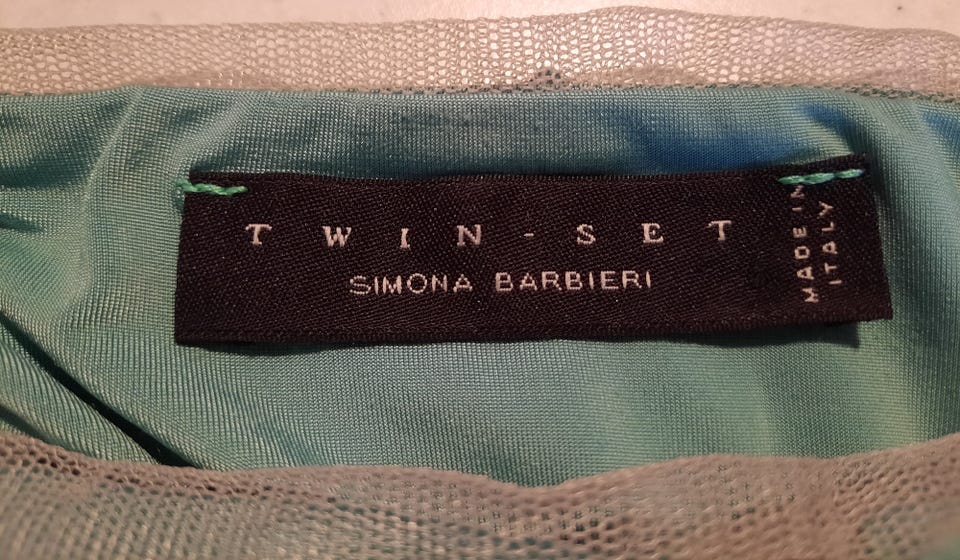 TWIN-SET
SIMONA BARBIERI
MADE IN
ITALY